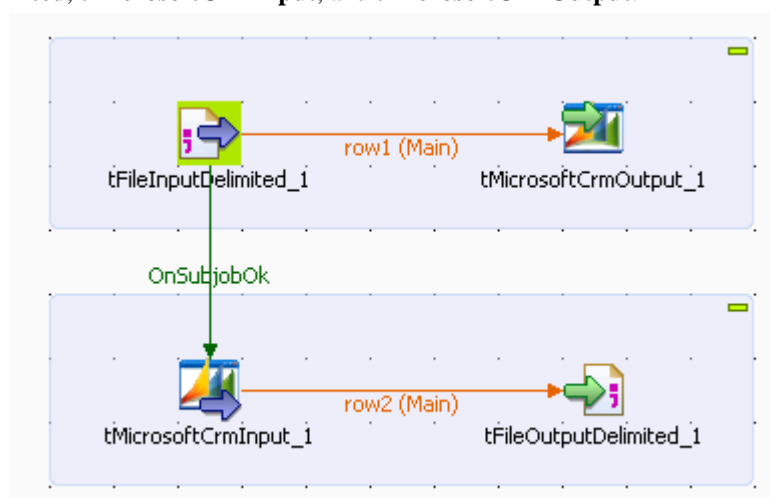 row1 (Main)
tFileInputDelimited_1
tMicrosoftCrmOutput_1
OnSubjobOk
row2 (Main)
tMicrosoftCrmInput_1
tFileOutputDelimited_1